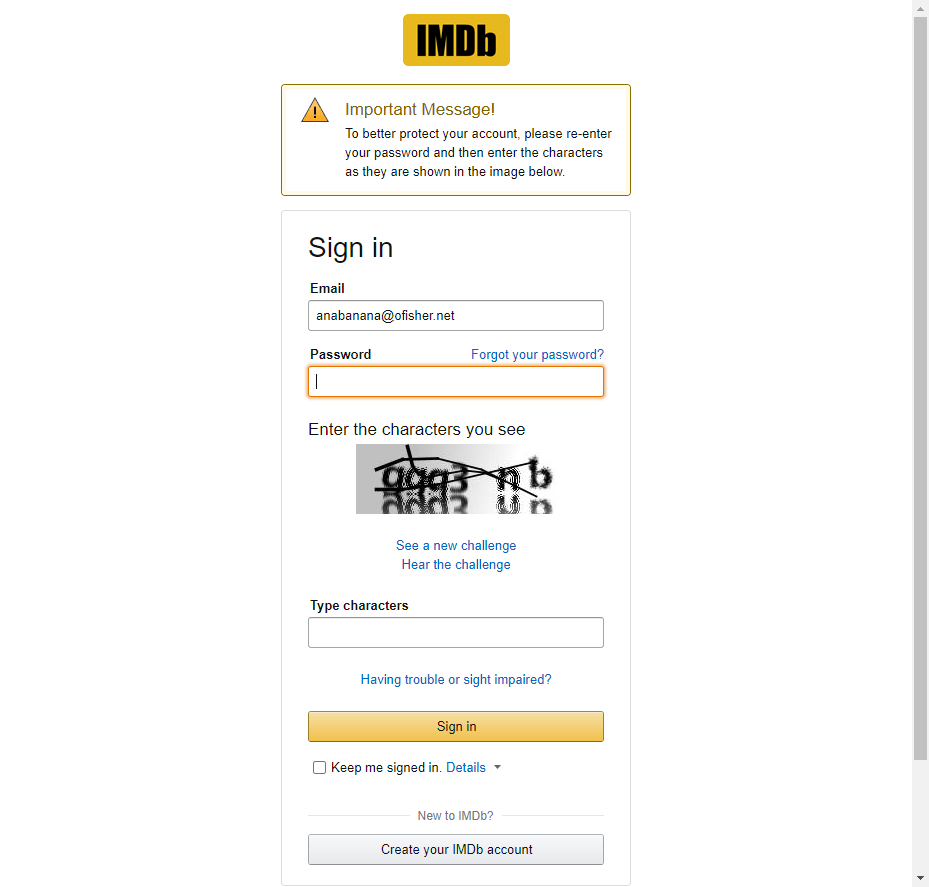 IMDb
Important Message!
To better protect your account, please re-enter
your password and then enter the characters
as they are shown in the image below.
Sign in
Email
anabanana@ofisher.net
Password Forgot your password?
Enter the characters you see
See a new challenge
Hear the challenge
Type characters
Having trouble or sight impaired?
Sign in
Keep me signed in. Details
New to IMDb?
Create your IMDb account